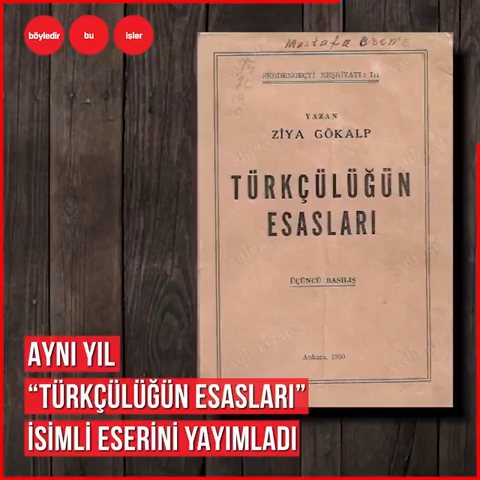 böyledir
bu
işler
Mustafa
SERDENGEÇTİ NEŞRİYATI: III
YAZAN
ZİYA GÖKALP
TÜRKÇÜLÜĞÜN
ESASLARI
ÜÇÜNCÜ BASILIŞ
Ankara, 1950
AYNI YIL
“TÜRKÇÜLÜĞÜN ESASLARI”
İSİMLİ ESERİNİ YAYIMLADI